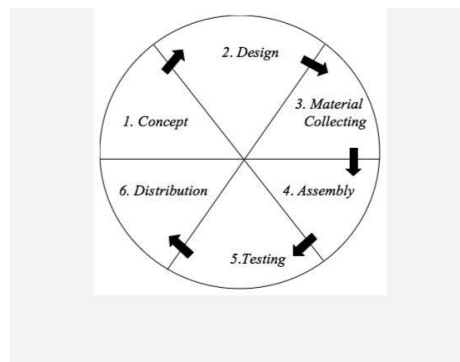 1. Concept
2. Design
3. Material
Collecting
4. Assembly
5.Testing
6. Distribution